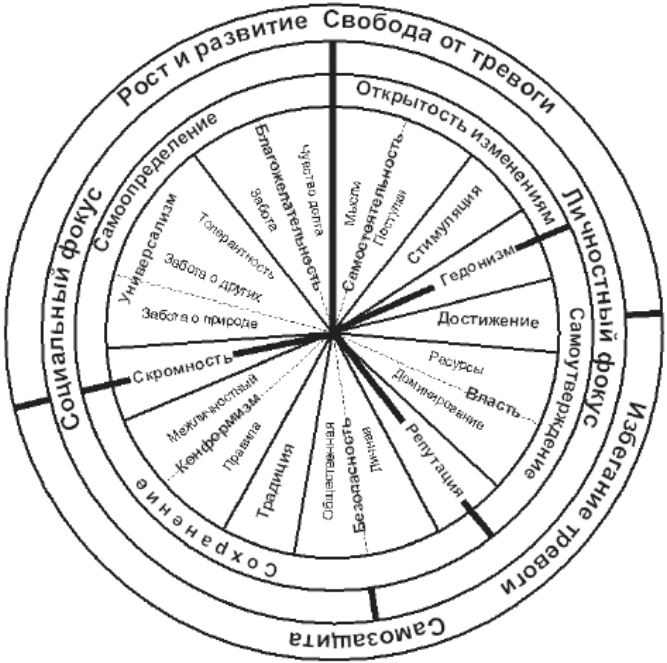 Рост и развитие
Свобода от тревоги
Избегание тревоги
Самозащита
Социальный фокус
Личностный фокус
Самоопределение
Открытость изменениям
Самоутверждение
Сохранение
Благожелательность
Чувство долга
Забота
Самостоятельность
Мысли
Поступки
Стимуляция
Гедонизм
Достижение
Власть
Ресурсы
Доминирование
Репутация
Безопасность
Личная
Общественная
Традиция
Конформизм
Правила
Межличностный
Скромность
Универсализм
Забота о природе
Забота о других
Толерантность